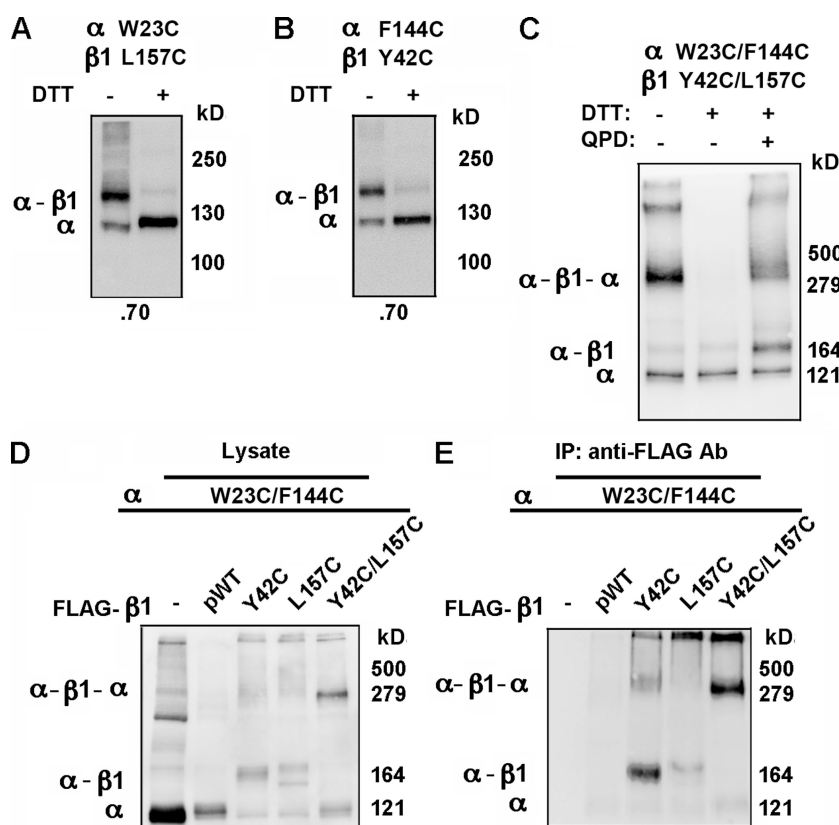 A
α W23C
β1 L157C
DTT - +
kD
250
α - β1
130
α
100
.70
B
α F144C
β1 Y42C
DTT - +
kD
250
α - β1
130
α
100
.70
C
α W23C/F144C
β1 Y42C/L157C
DTT: - + +
QPD: - - +
kD
500
α - β1 - α
279
α - β1
164
α
121
D
Lysate
α W23C/F144C
FLAG- β1 - pWT Y42C L157C Y42C/L157C
kD
500
α - β1 - α
279
α - β1
164
α
121
E
IP: anti-FLAG Ab
α W23C/F144C
FLAG- β1 - pWT Y42C L157C Y42C/L157C
kD
500
α - β1 - α
279
α - β1
164
α
121